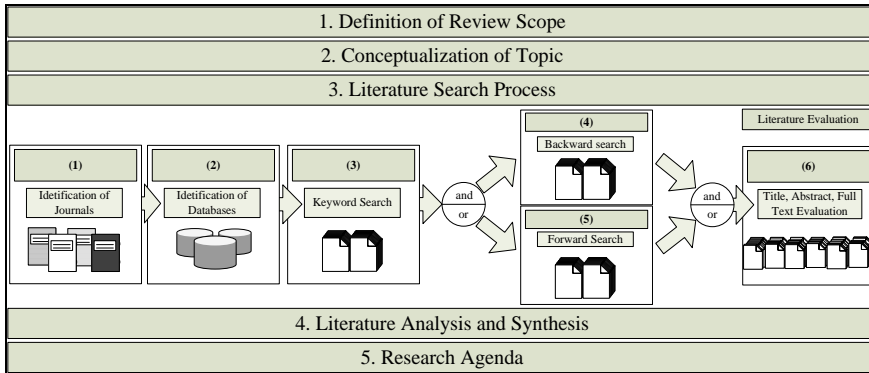 1. Definition of Review Scope
2. Conceptualization of Topic
3. Literature Search Process
(1)
Idetification of
Journals
(2)
Idetification of
Databases
(3)
Keyword Search
and
or
(4)
Backward search
(5)
Forward Search
and
or
Literature Evaluation
(6)
Title, Abstract, Full
Text Evaluation
4. Literature Analysis and Synthesis
5. Research Agenda